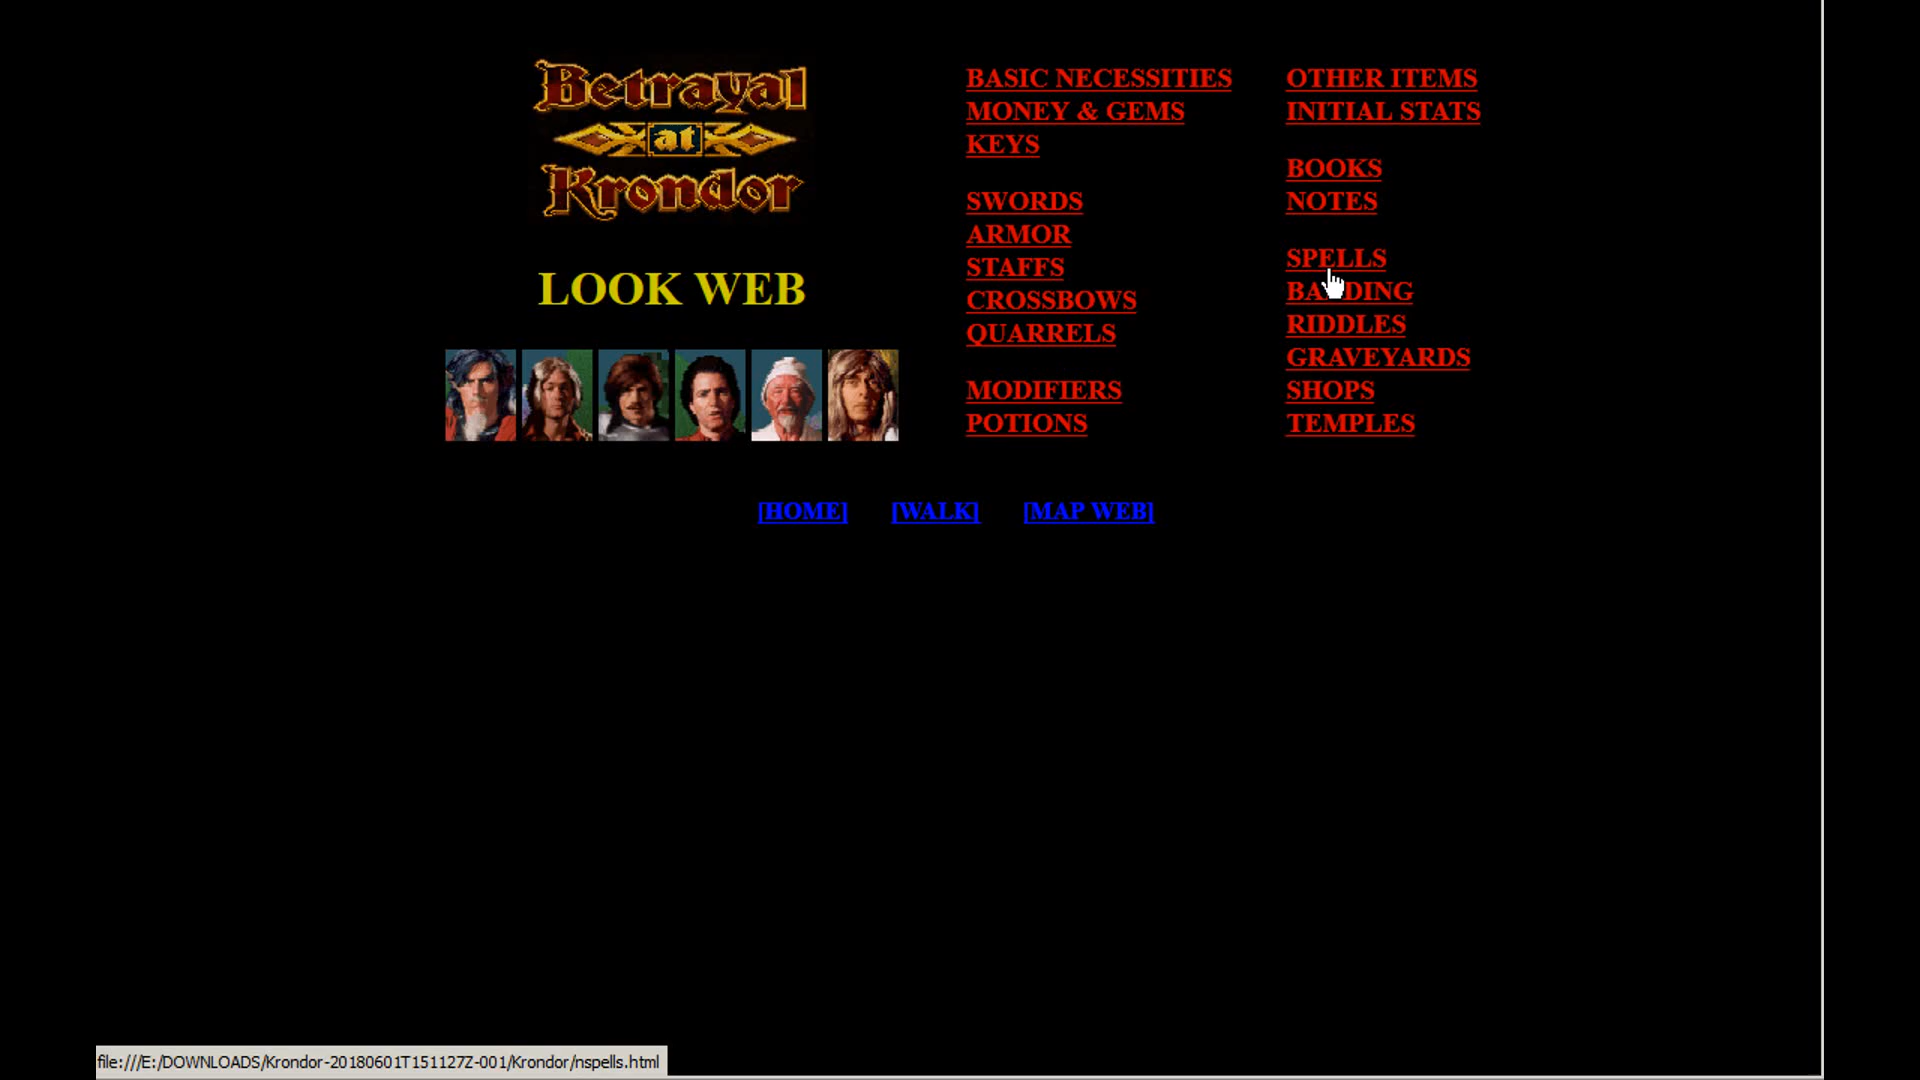 Betrayal
at
Krondor
LOOK WEB
BASIC NECESSITIES
MONEY & GEMS
KEYS
SWORDS
ARMOR
STAFFS
CROSSBOWS
QUARRELS
MODIFIERS
POTIONS
OTHER ITEMS
INITIAL STATS
BOOKS
NOTES
SPELLS
RIDDLES
GRAVEYARDS
SHOPS
TEMPLES
[HOME] [WALK] [MAP WEB]
file:///E:/DOWNLOADS/Krondor-20180601T151127Z-001/Krondor/nspells.html